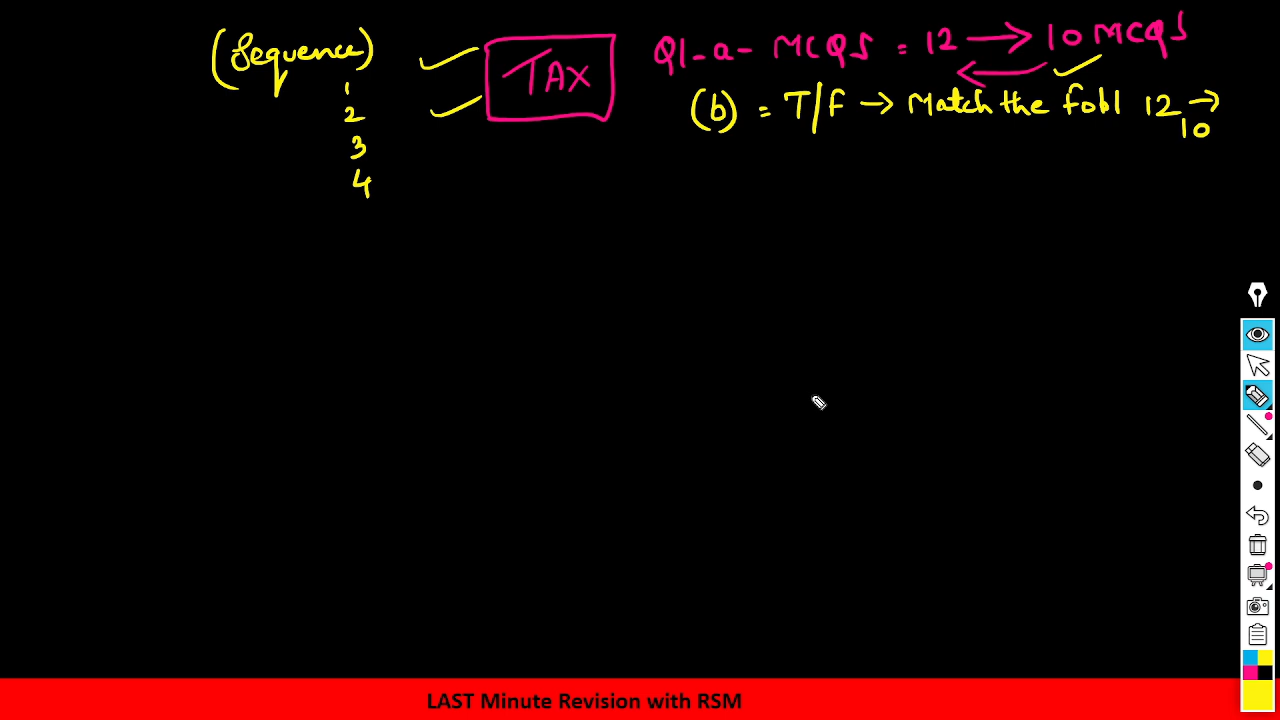 (Sequence)
1
2
3
4
TAX
Q1-a- MCQS = 12 → 10 MCQS
(b) = T/F → Match the foll 12 →
10
LAST Minute Revision with RSM